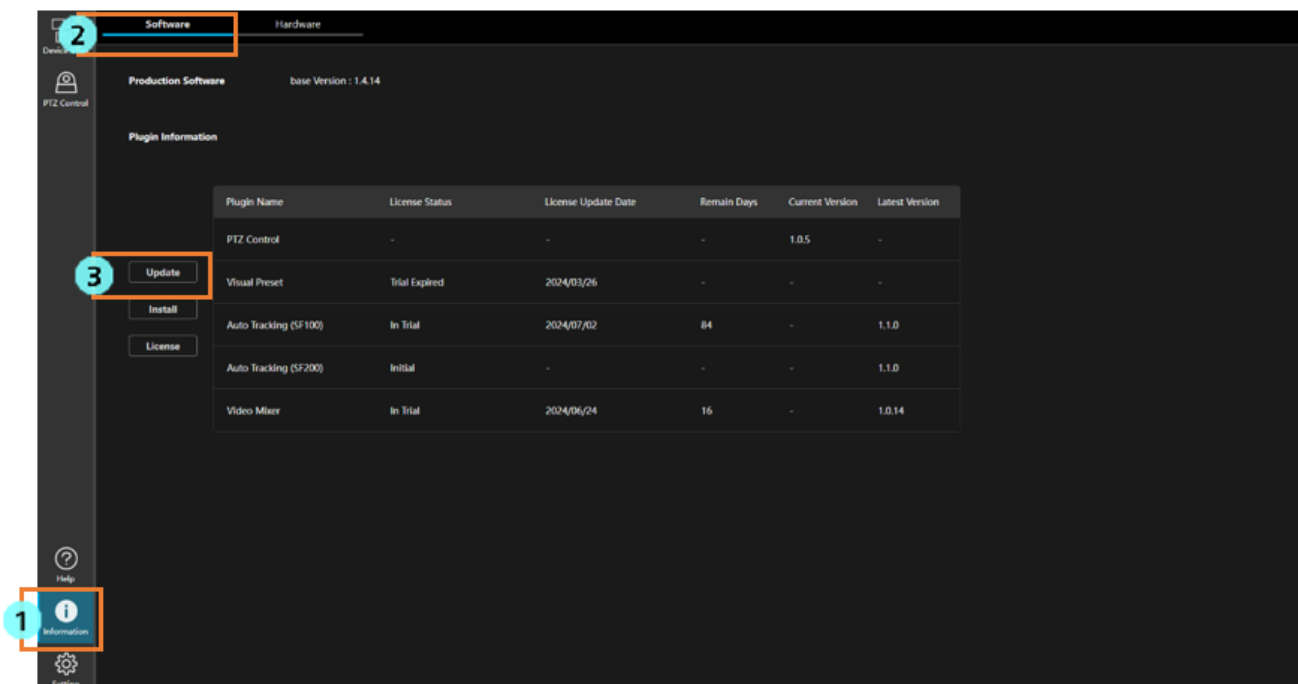 2
Software Hardware
Device
PTZ Control
Production Software base Version : 1.4.14
Plugin Information
Plugin Name License Status License Update Date Remain Days Current Version Latest Version
PTZ Control - - - 1.0.5 -
3 Update
Visual Preset Trial Expired 2024/03/26 - - -
Install
Auto Tracking (SF100) In Trial 2024/07/02 84 - 1.1.0
License
Auto Tracking (SF200) Initial - - - 1.1.0
Video Mixer In Trial 2024/06/24 16 - 1.0.14
Help
1
Information
Setting